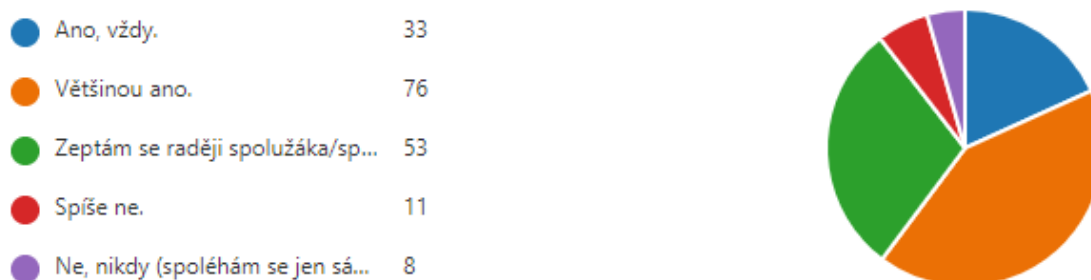 Ano, vždy. 33
Většinou ano. 76
Zeptám se raději spolužáka/sp... 53
Spíše ne. 11
Ne, nikdy (spoléhám se jen sá... 8